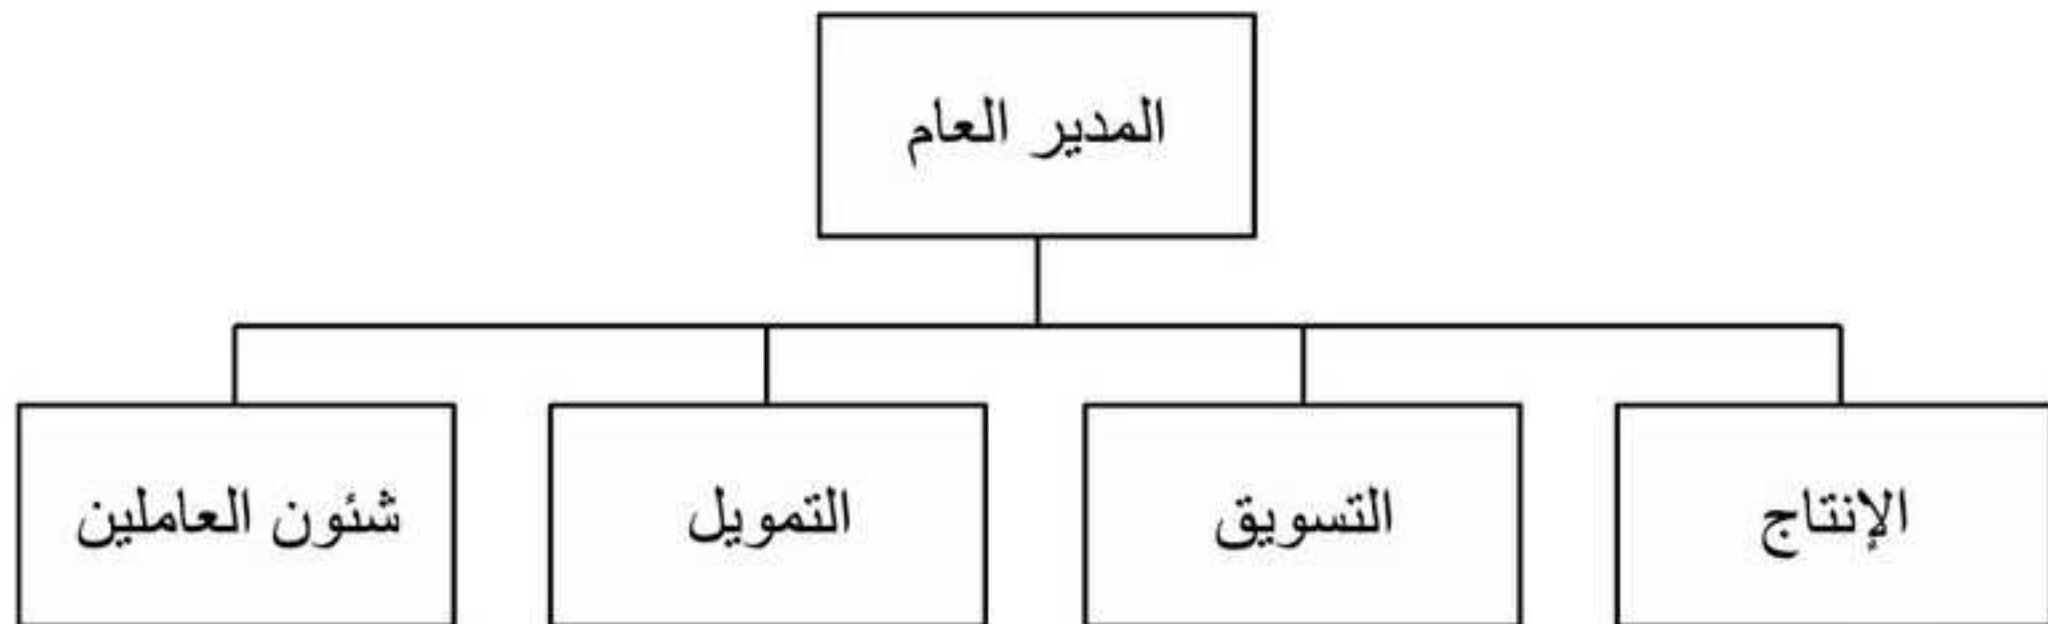 المدير العام
الإنتاج
التسويق
التمويل
شئون العاملين